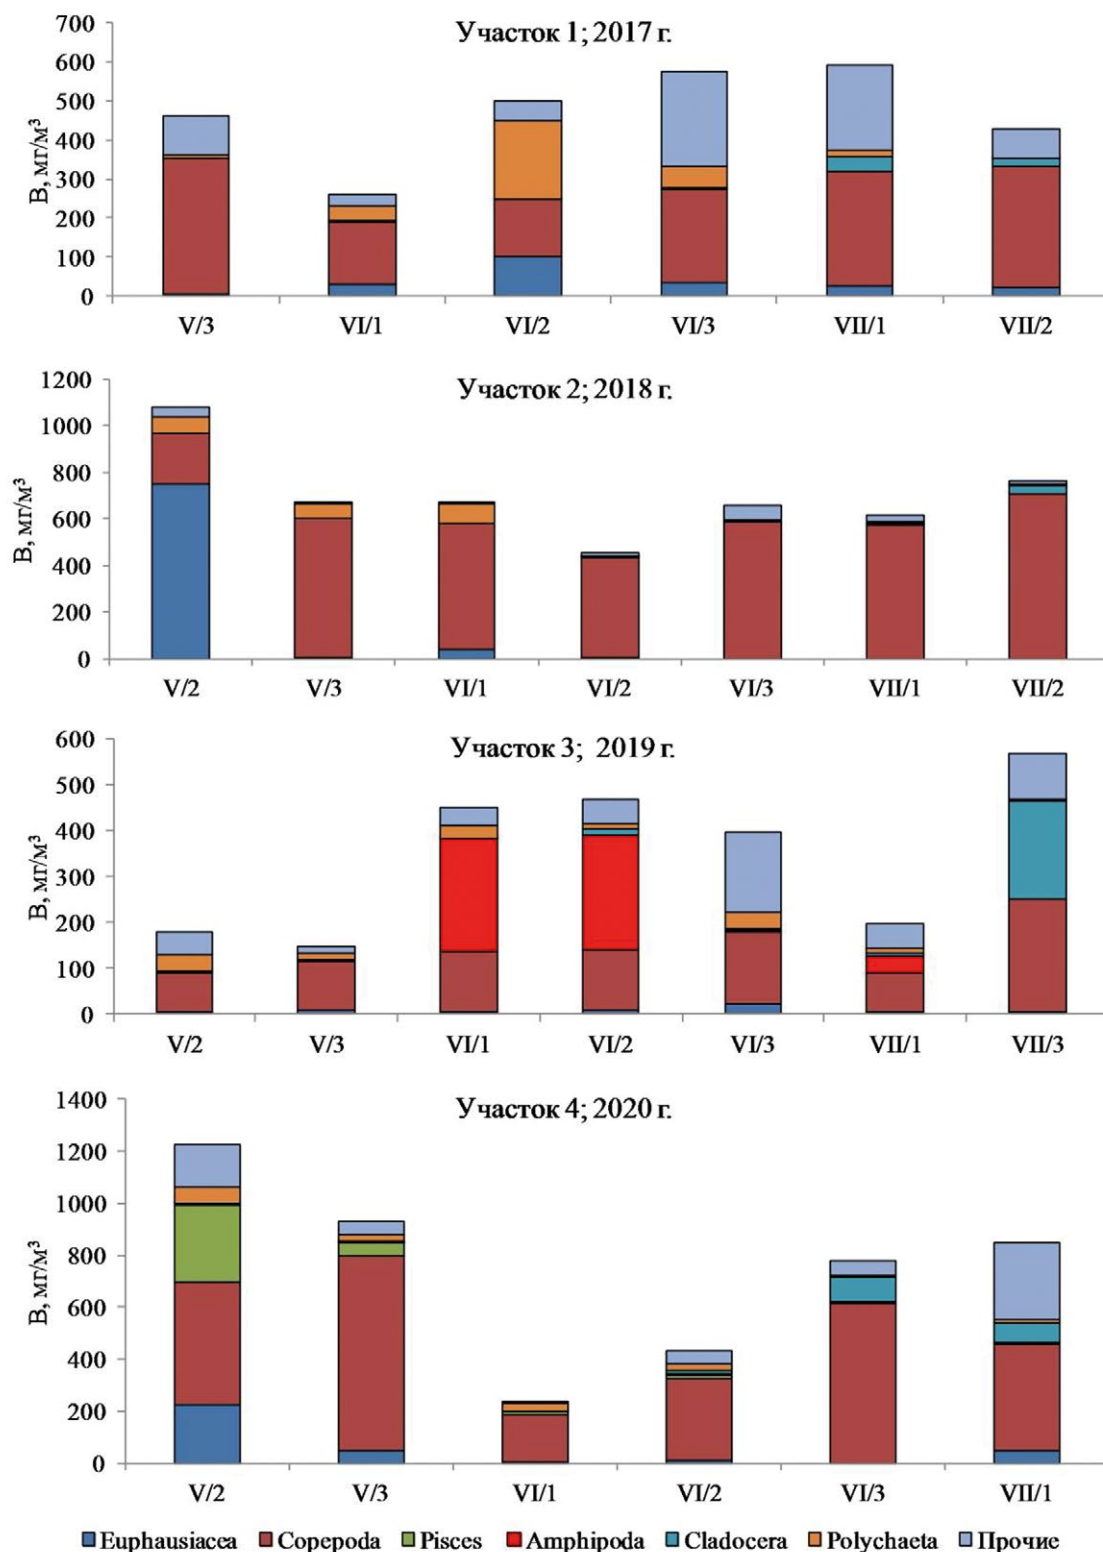 Участок 1; 2017 г.
В, мг/м³
700
600
500
400
300
200
100
0
V/3 VI/1 VI/2 VI/3 VII/1 VII/2
Участок 2; 2018 г.
В, мг/м³
1200
1000
800
600
400
200
0
V/2 V/3 VI/1 VI/2 VI/3 VII/1 VII/2
Участок 3; 2019 г.
В, мг/м³
600
500
400
300
200
100
0
V/2 V/3 VI/1 VI/2 VI/3 VII/1 VII/3
Участок 4; 2020 г.
В, мг/м³
1400
1200
1000
800
600
400
200
0
V/2 V/3 VI/1 VI/2 VI/3 VII/1
Euphausiacea Copepoda Pisces Amphipoda Cladocera Polychaeta Прочие